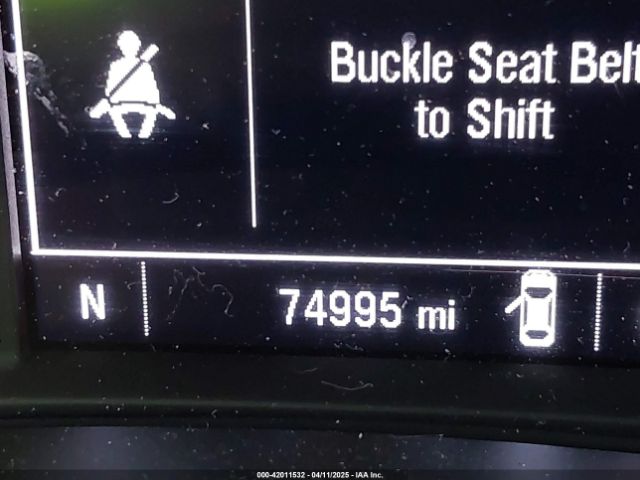 Buckle Seat Belt
to Shift
N
74995 mi
000-42011532 - 04/11/2025 - IAA Inc.